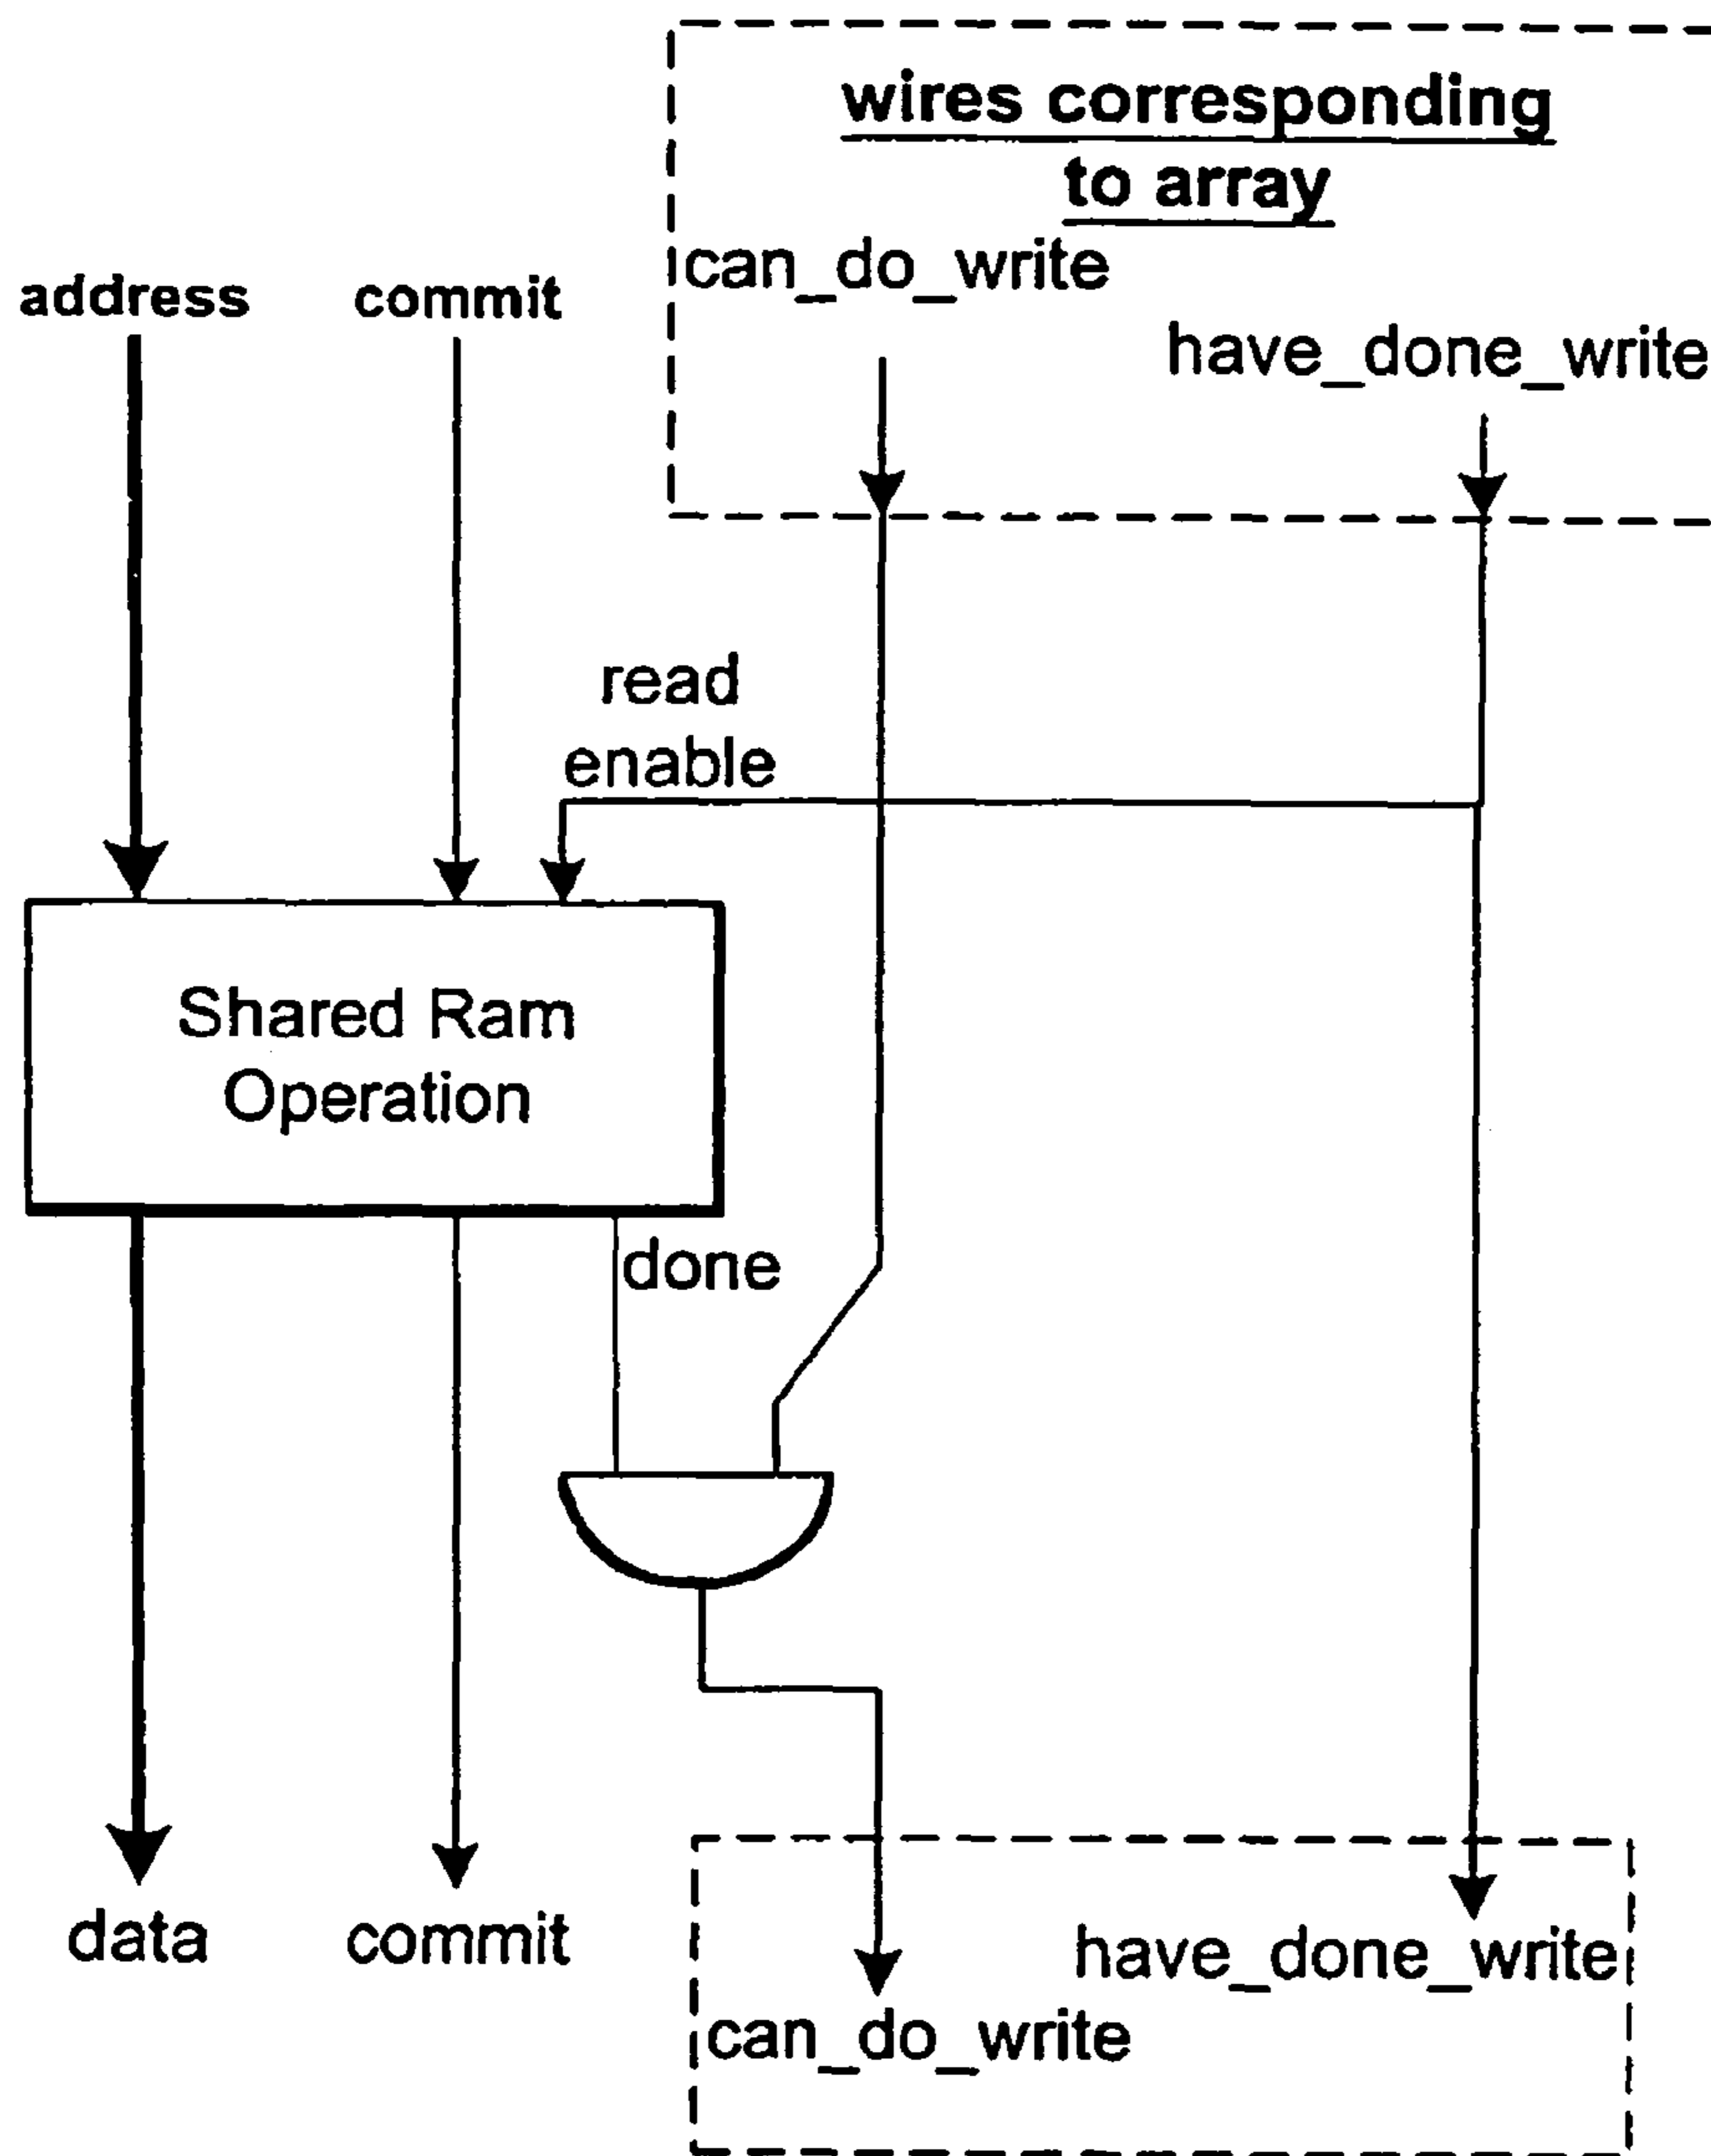 wires corresponding
to array
can_do_write
address
commit
have_done_write
read
enable
Shared Ram
Operation
done
data
commit
have_done_write
can_do_write